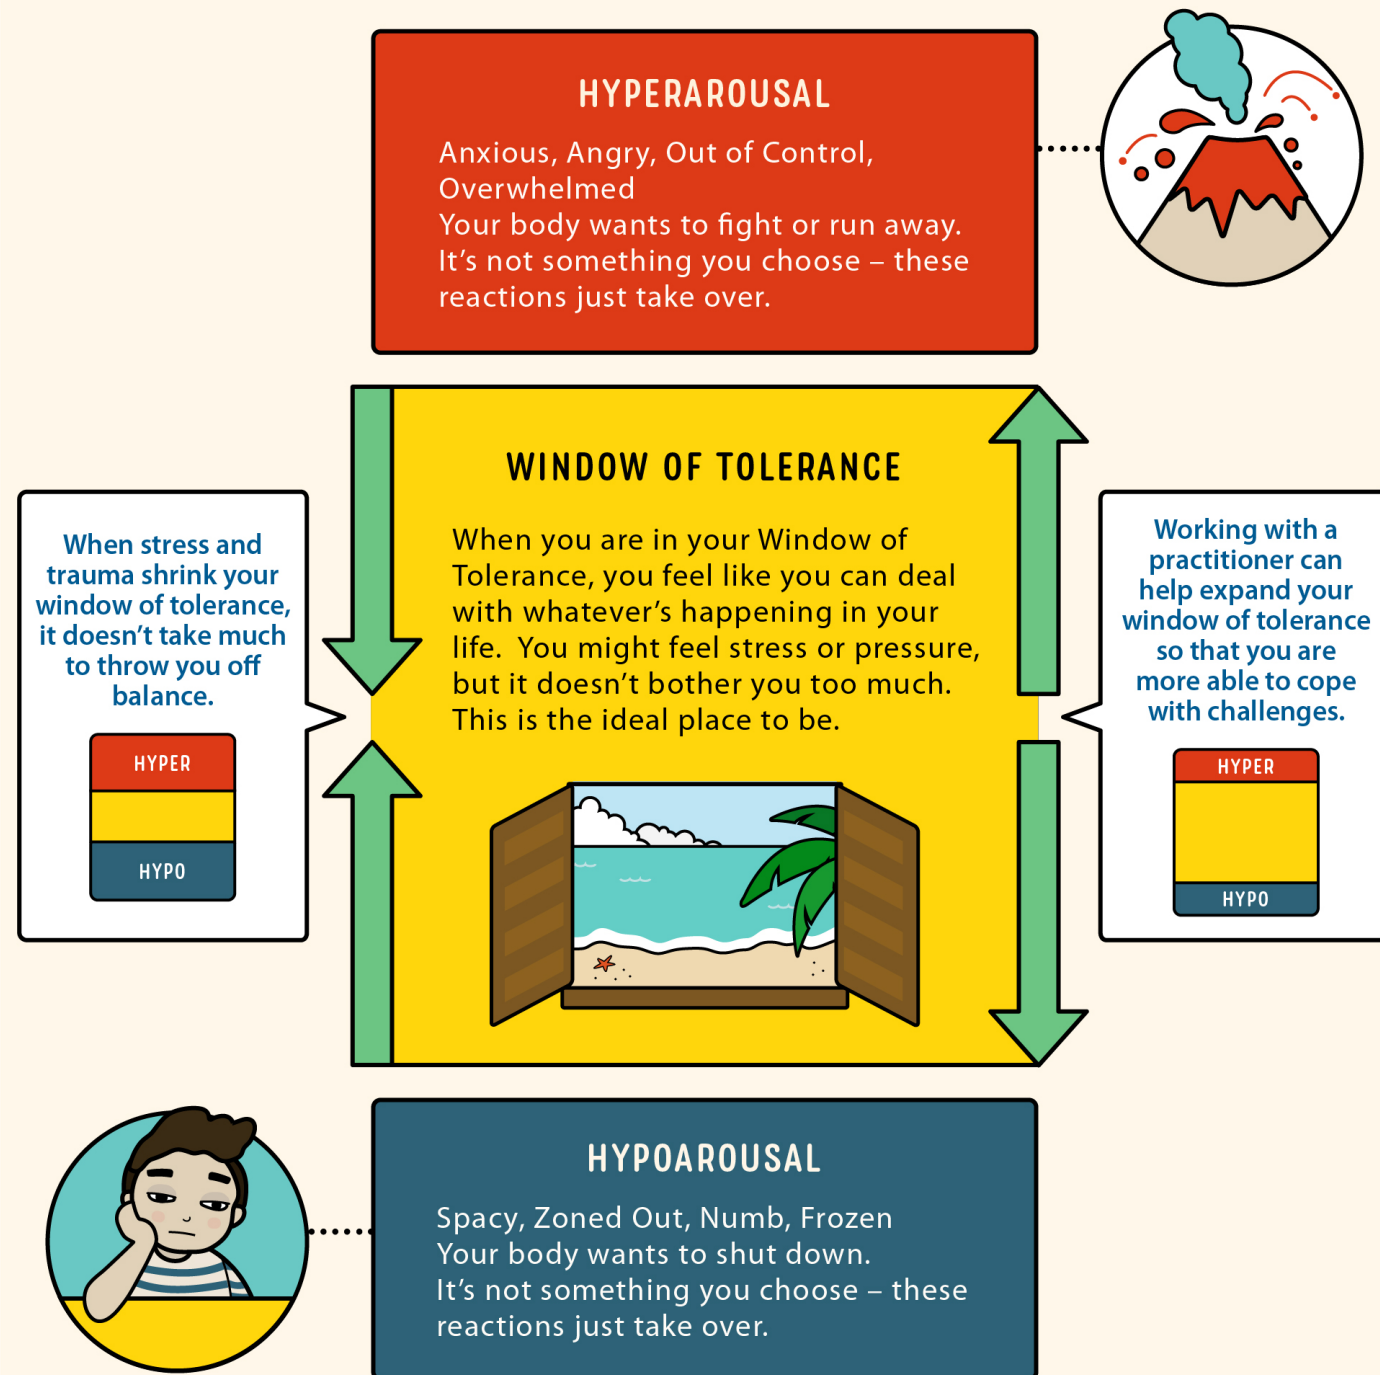 HYPERAROUSAL
Anxious, Angry, Out of Control,
Overwhelmed
Your body wants to fight or run away.
It’s not something you choose – these
reactions just take over.
When stress and
trauma shrink your
window of tolerance,
it doesn’t take much
to throw you off
balance.
HYPER
HYPO
WINDOW OF TOLERANCE
When you are in your Window of
Tolerance, you feel like you can deal
with whatever’s happening in your
life.  You might feel stress or pressure,
but it doesn’t bother you too much.
This is the ideal place to be.
Working with a
practitioner can
help expand your
window of tolerance
so that you are
more able to cope
with challenges.
HYPER
HYPO
HYPOAROUSAL
Spacy, Zoned Out, Numb, Frozen
Your body wants to shut down.
It’s not something you choose – these
reactions just take over.